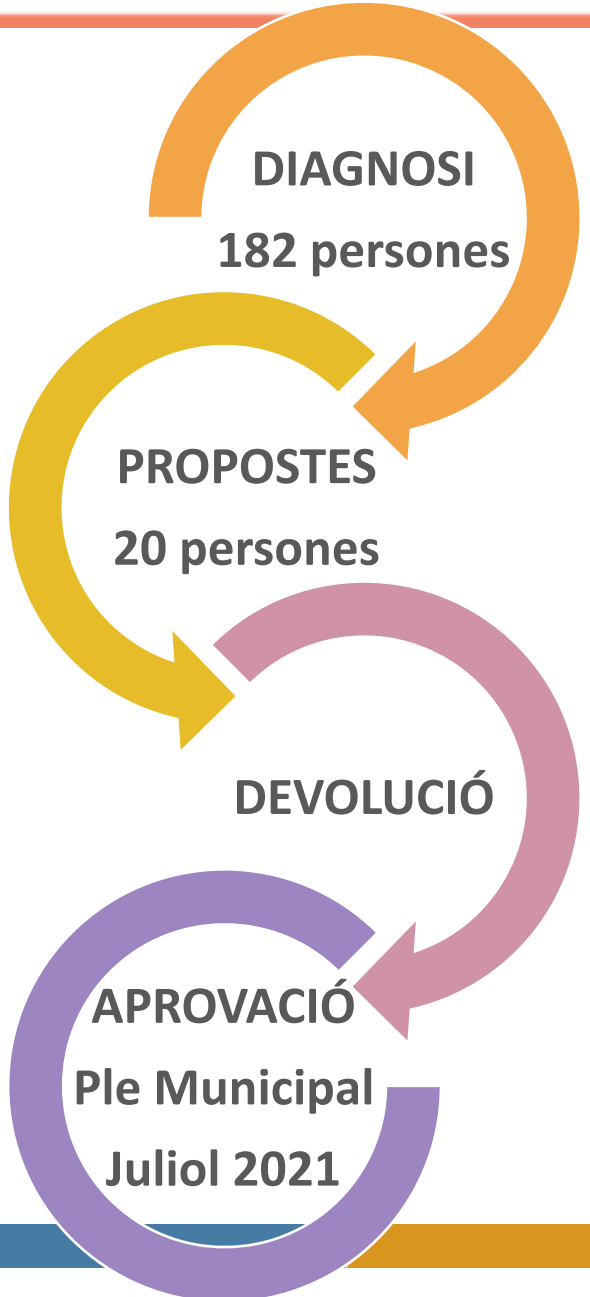 DIAGNOSI
182 persones
PROPOSTES
20 persones
DEVOLUCIÓ
APROVACIÓ
Ple Municipal
Juliol 2021